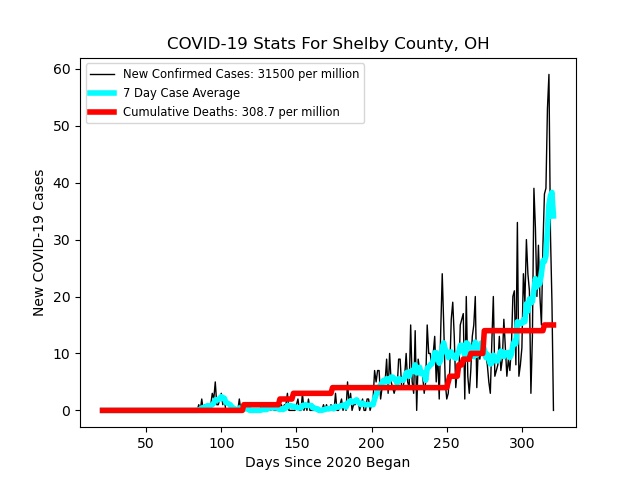 COVID-19 Stats For Shelby County, OH
New Confirmed Cases: 31500 per million
7 Day Case Average
Cumulative Deaths: 308.7 per million
60
50
40
30
20
10
0
New COVID-19 Cases
50 100 150 200 250 300
Days Since 2020 Began